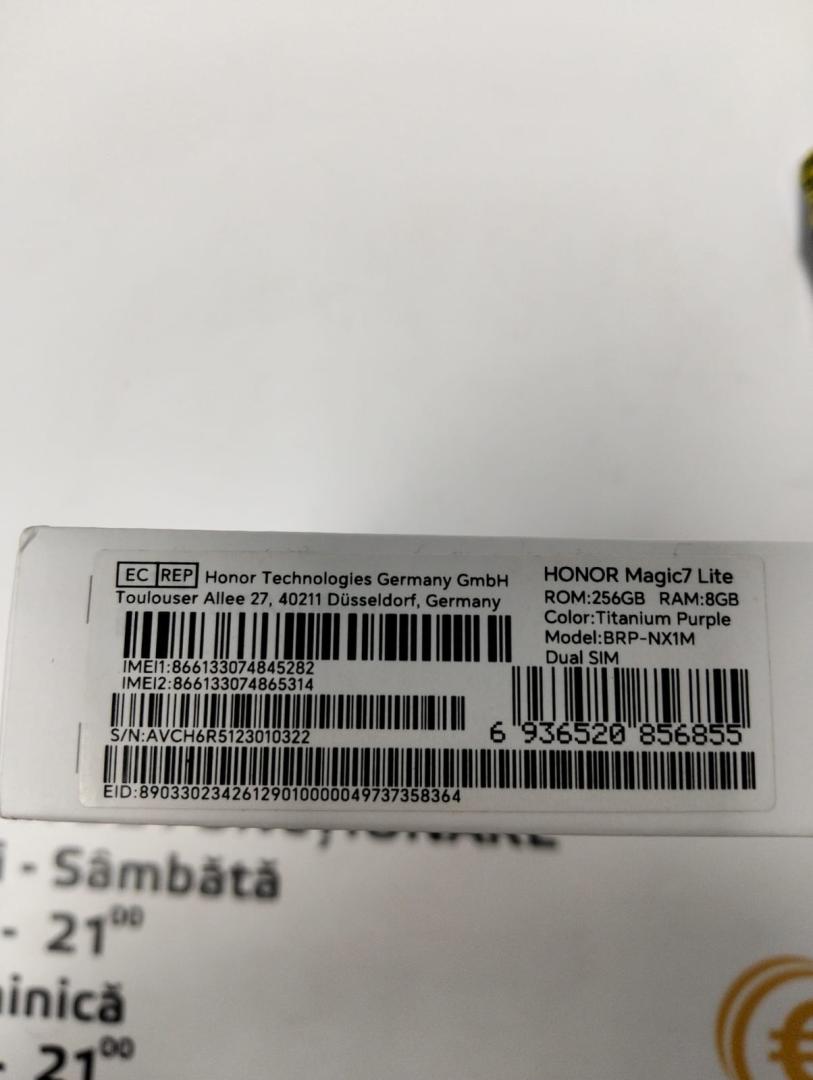 EC REP Honor Technologies Germany GmbH
Toulouser Allee 27, 40211 Düsseldorf, Germany
IMEI1:866133074845282
IMEI2:866133074865314
S/N:AVCH6R5123010322
EID:89033023426129010000049737358364
HONOR Magic7 Lite
ROM:256GB RAM:8GB
Color:Titanium Purple
Model:BRP-NX1M
Dual SIM
6 936520 856855
- Sâmbătă
- 21⁰⁰
- 21⁰⁰